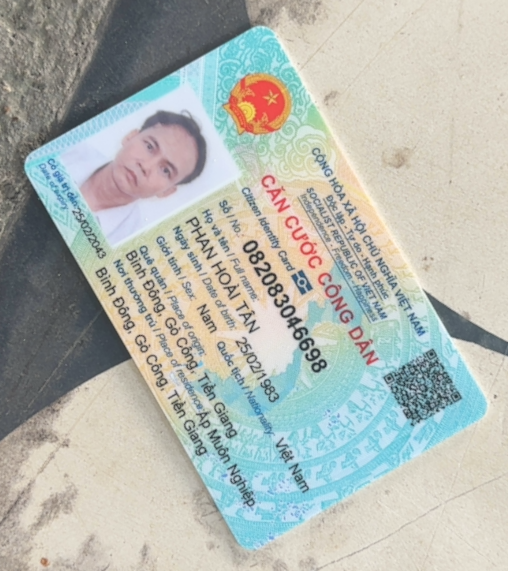 CỘNG HÒA XÃ HỘI CHỦ NGHĨA VIỆT NAM
Độc lập - Tự do - Hạnh phúc
SOCIALIST REPUBLIC OF VIET NAM
Independence - Freedom - Happiness
CĂN CƯỚC CÔNG DÂN
Citizen Identity Card
Số / No.: 082083046698
Họ và tên / Full name:
PHAN HOÀI TÂN
Ngày sinh / Date of birth: 25/02/1983
Giới tính / Sex: Nam Quốc tịch / Nationality: Việt Nam
Quê quán / Place of origin:
Bình Đông, Gò Công, Tiền Giang
Nơi thường trú / Place of residence: Ấp Muôn Nghiệp,
Bình Đông, Gò Công, Tiền Giang
Có giá trị đến: 25/02/2043
Date of expiry